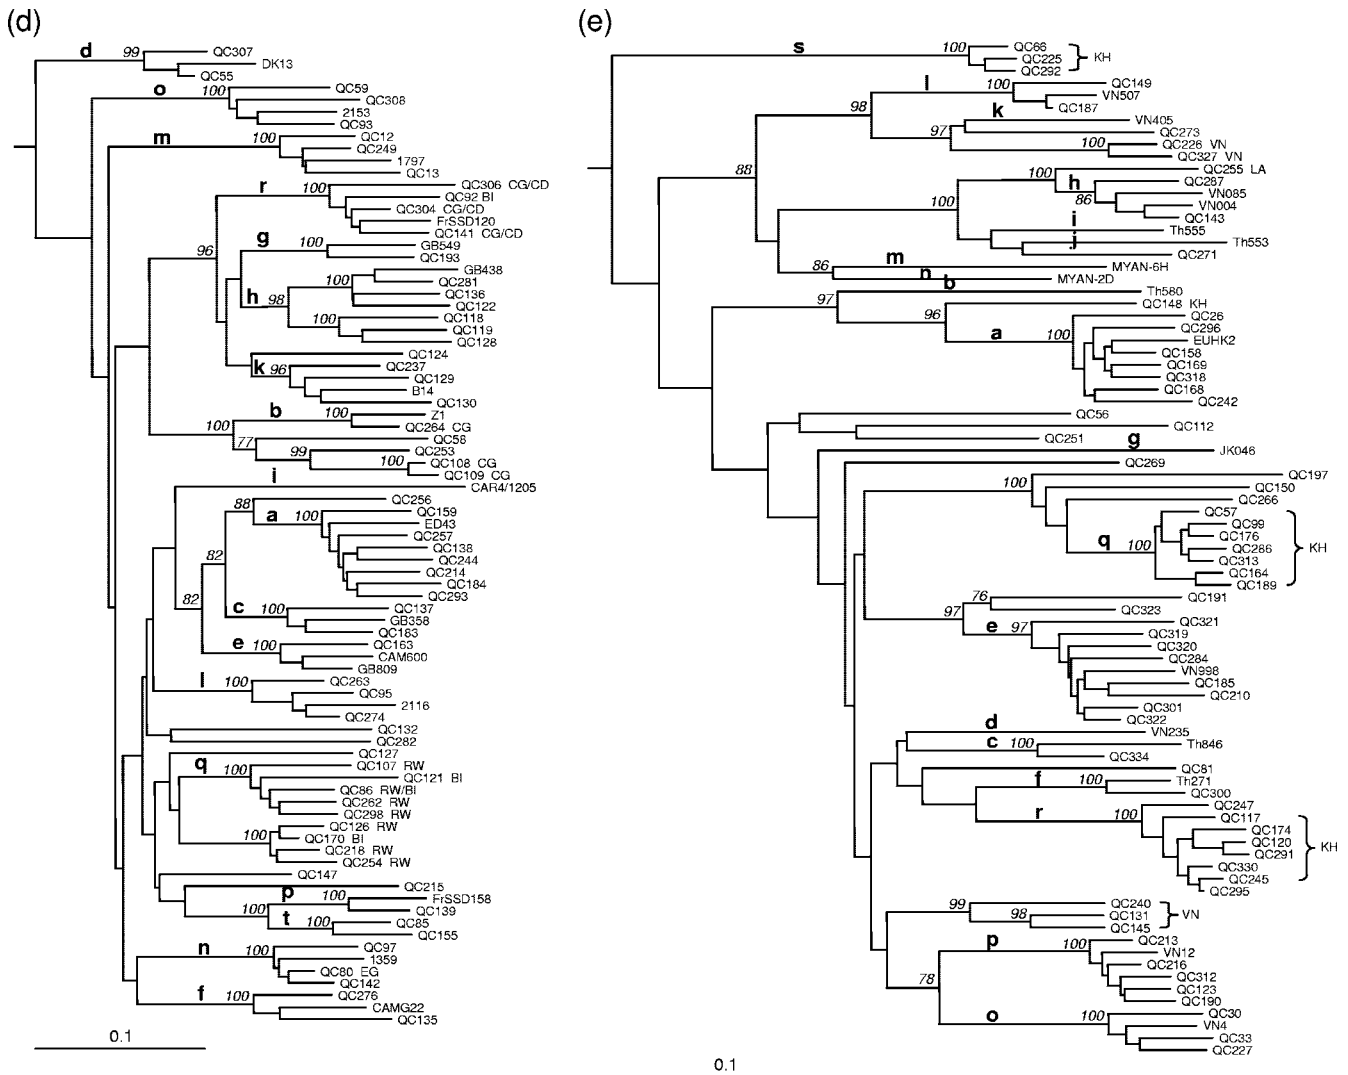 (d)
d
99
QC307
DK13
QC55
o
100
QC59
QC308
2153
QC93
m
100
QC12
QC249
1797
QC13
r
100
QC306 CG/CD
QC92 BI
QC304 CG/CD
FrSSD120
QC141 CG/CD
96
g
100
GB549
QC193
h
98
100
GB438
QC281
QC136
QC122
100
QC118
QC119
QC128
k
96
QC124
QC237
QC129
B14
QC130
b
100
100
Z1
QC264 CG
77
QC58
99
QC253
100
QC108 CG
QC109 CG
i
CAR4/1205
88
QC256
a
100
QC159
ED43
QC257
QC138
QC244
QC214
QC184
QC293
82
82
c
100
QC137
GB358
QC183
e
100
QC163
CAM600
GB809
l
100
QC263
QC95
2116
QC274
QC132
QC282
QC127
q
100
QC107 RW
QC121 BI
QC86 RW/BI
QC262 RW
QC298 RW
100
QC126 RW
QC170 BI
QC218 RW
QC254 RW
QC147
QC215
p
100
100
FrSSD158
QC139
t
100
QC85
QC155
n
100
QC97
1359
QC80 EG
QC142
f
100
QC276
CAMG22
QC135
0.1
(e)
s
100
QC66
QC225
QC292
KH
l
100
QC149
VN507
QC187
98
k
97
VN405
QC273
100
QC226 VN
QC327 VN
88
100
QC255 LA
h
86
QC287
VN085
VN004
QC143
100
i
Th555
j
Th553
QC271
86
m
MYAN-6H
n
MYAN-2D
b
97
Th580
96
QC148 KH
a
100
QC26
QC296
EUHK2
QC158
QC169
QC318
QC168
QC242
QC56
QC112
QC251
g
JK046
QC269
100
QC197
QC150
QC266
q
100
QC57
QC99
QC176
QC286
QC313
QC164
QC189
KH
97
76
QC191
QC323
e
97
QC321
QC319
QC320
QC284
VN998
QC185
QC210
QC301
QC322
d
VN235
c
100
Th846
QC334
QC81
f
100
Th271
QC300
r
100
QC247
QC117
QC174
QC120
QC291
QC330
QC245
QC295
KH
99
QC240
98
QC131
QC145
VN
78
p
100
QC213
VN12
QC216
QC312
QC123
QC190
o
100
QC30
VN4
QC33
QC227
0.1